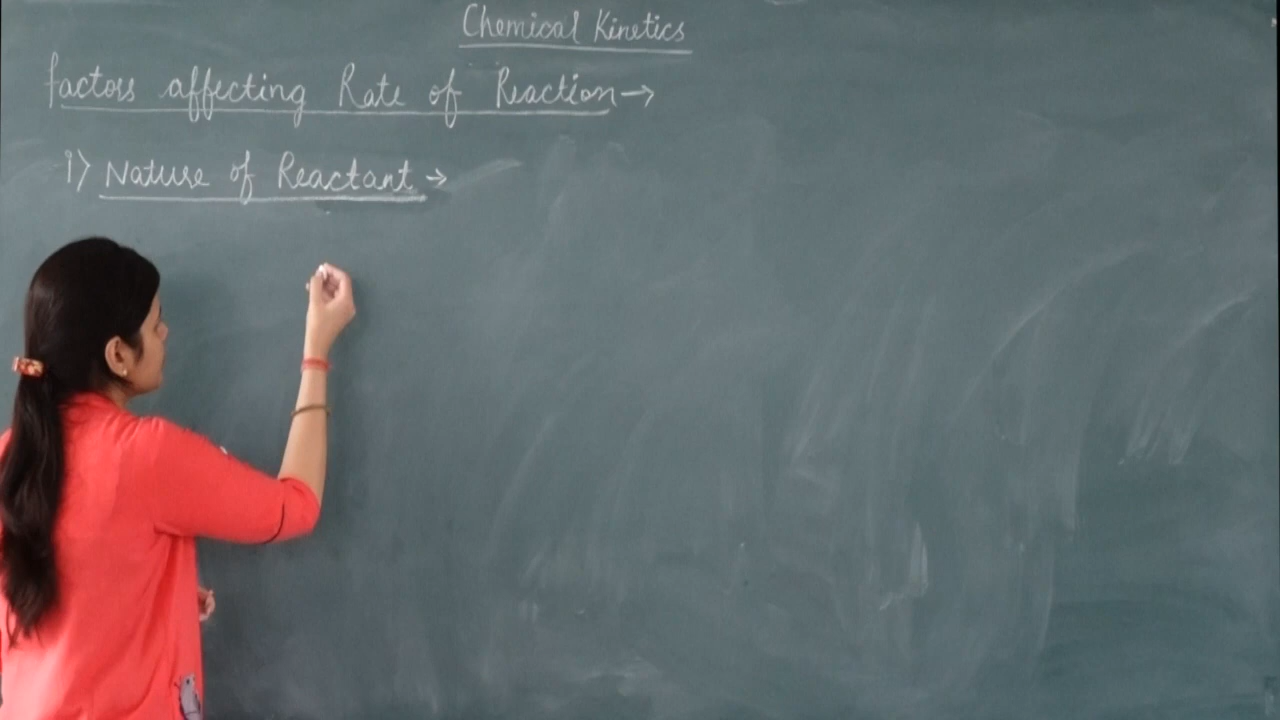 Chemical Kinetics
factors affecting Rate of Reaction→
1) Nature of Reactant →